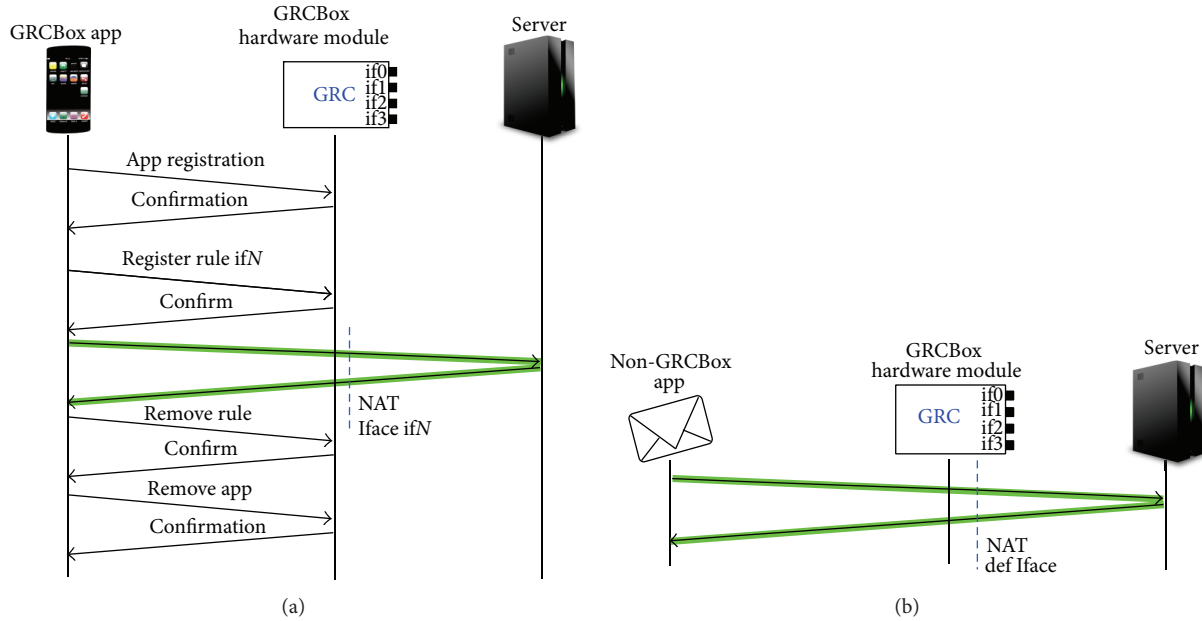 GRCBox app
GRCBox
hardware module
Server
GRC
if0
if1
if2
if3
App registration
Confirmation
Register rule ifN
Confirm
NAT
Iface ifN
Remove rule
Confirm
Remove app
Confirmation
(a)
Non-GRCBox
app
GRCBox
hardware module
Server
GRC
if0
if1
if2
if3
NAT
def Iface
(b)